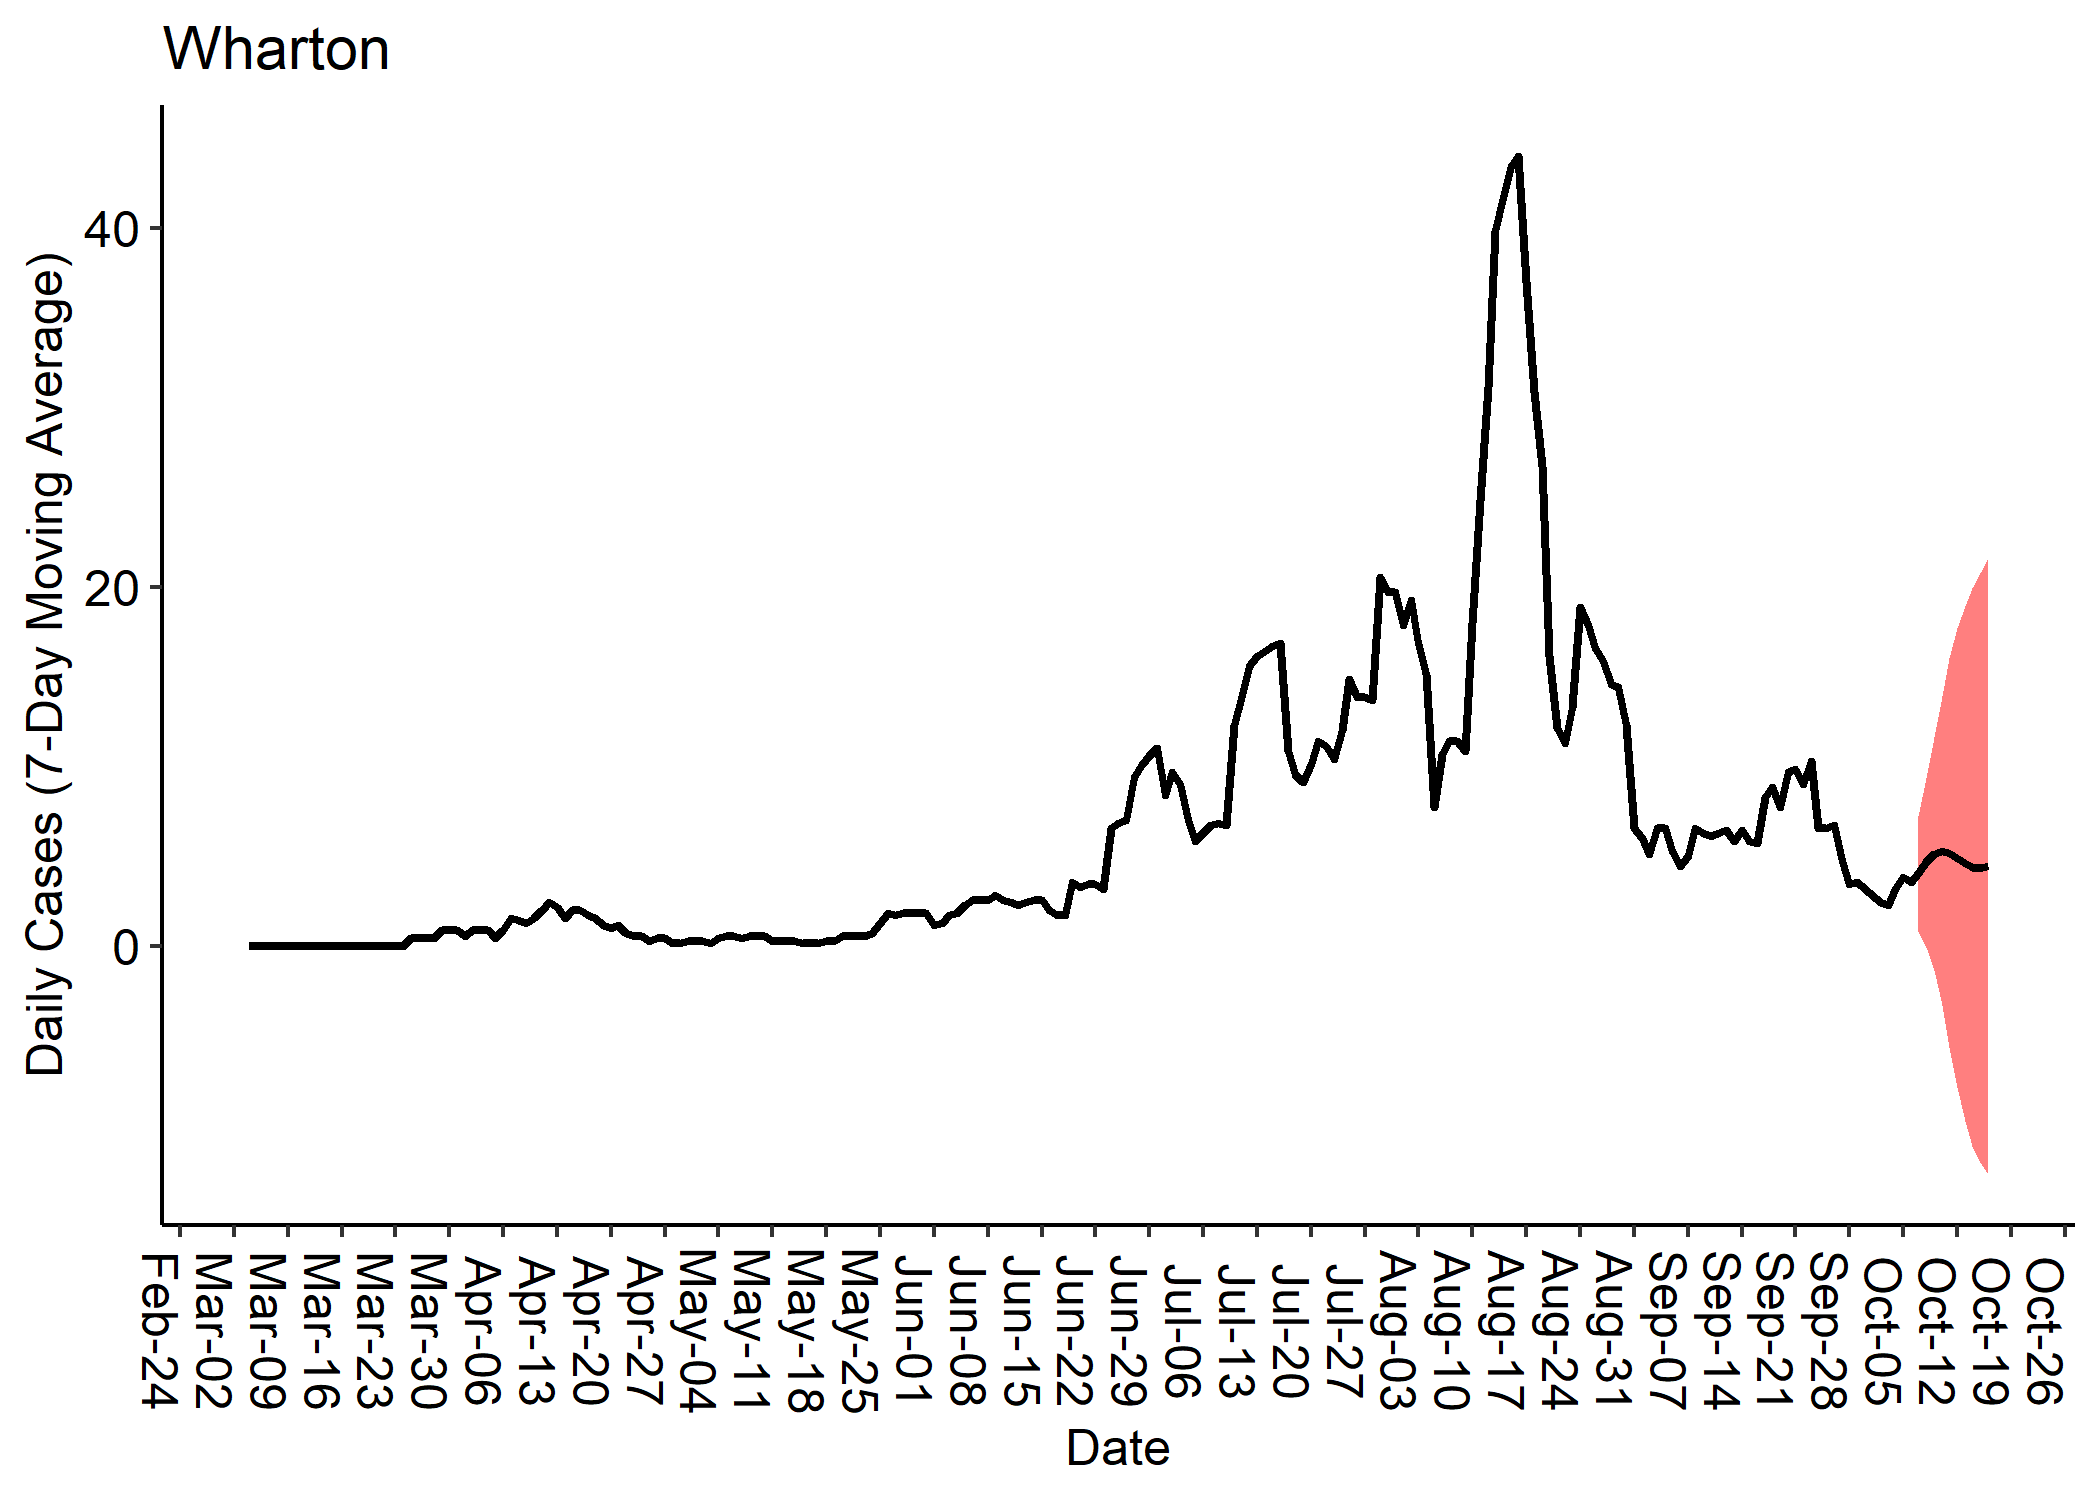 Wharton
Daily Cases (7-Day Moving Average)
40
20
0
Feb-24
Mar-02
Mar-09
Mar-16
Mar-23
Mar-30
Apr-06
Apr-13
Apr-20
Apr-27
May-04
May-11
May-18
May-25
Jun-01
Jun-08
Jun-15
Jun-22
Jun-29
Jul-06
Jul-13
Jul-20
Jul-27
Aug-03
Aug-10
Aug-17
Aug-24
Aug-31
Sep-07
Sep-14
Sep-21
Sep-28
Oct-05
Oct-12
Oct-19
Oct-26
Date